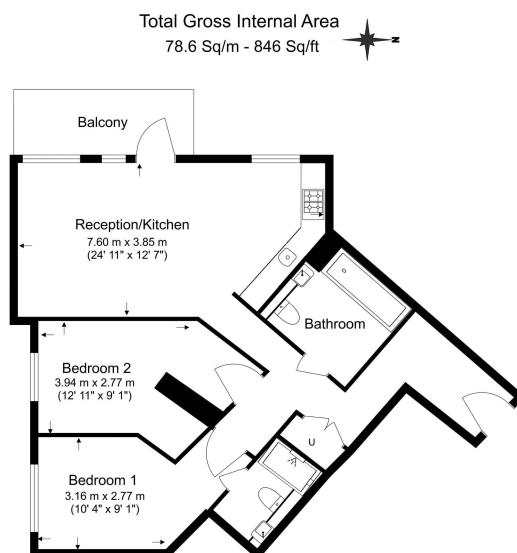 Total Gross Internal Area
78.6 Sq/m - 846 Sq/ft
N
Balcony
Reception/Kitchen
7.60 m x 3.85 m
(24' 11" x 12' 7")
Bathroom
Bedroom 2
3.94 m x 2.77 m
(12' 11" x 9' 1")
U
Bedroom 1
3.16 m x 2.77 m
(10' 4" x 9' 1")